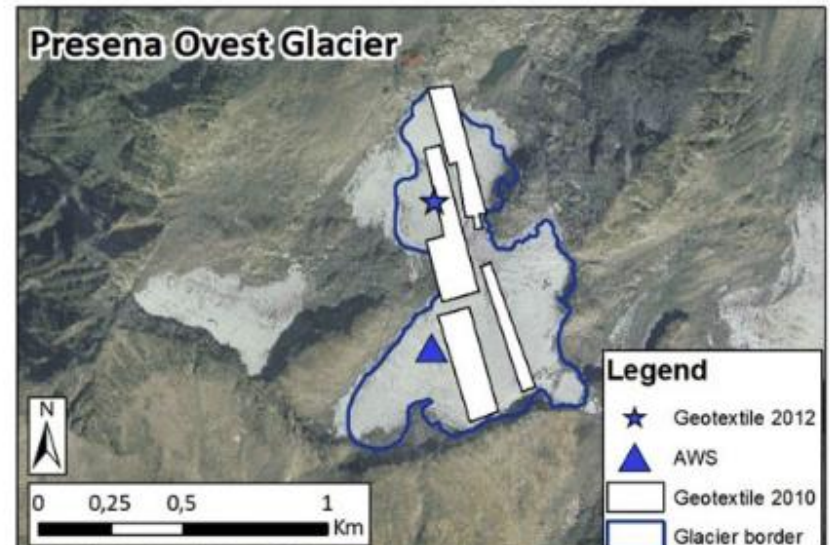 Presena Ovest Glacier
Legend
Geotextile 2012
AWS
Geotextile 2010
Glacier border
N
0 0,25 0,5 1
Km